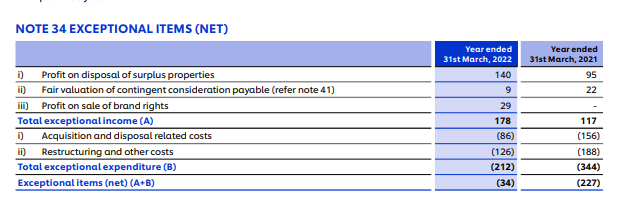 NOTE 34 EXCEPTIONAL ITEMS (NET)
Year ended 31st March, 2022 Year ended 31st March, 2021
i) Profit on disposal of surplus properties 140 95
ii) Fair valuation of contingent consideration payable (refer note 41) 9 22
iii) Profit on sale of brand rights 29 -
Total exceptional income (A) 178 117
i) Acquisition and disposal related costs (86) (156)
ii) Restructuring and other costs (126) (188)
Total exceptional expenditure (B) (212) (344)
Exceptional items (net) (A+B) (34) (227)